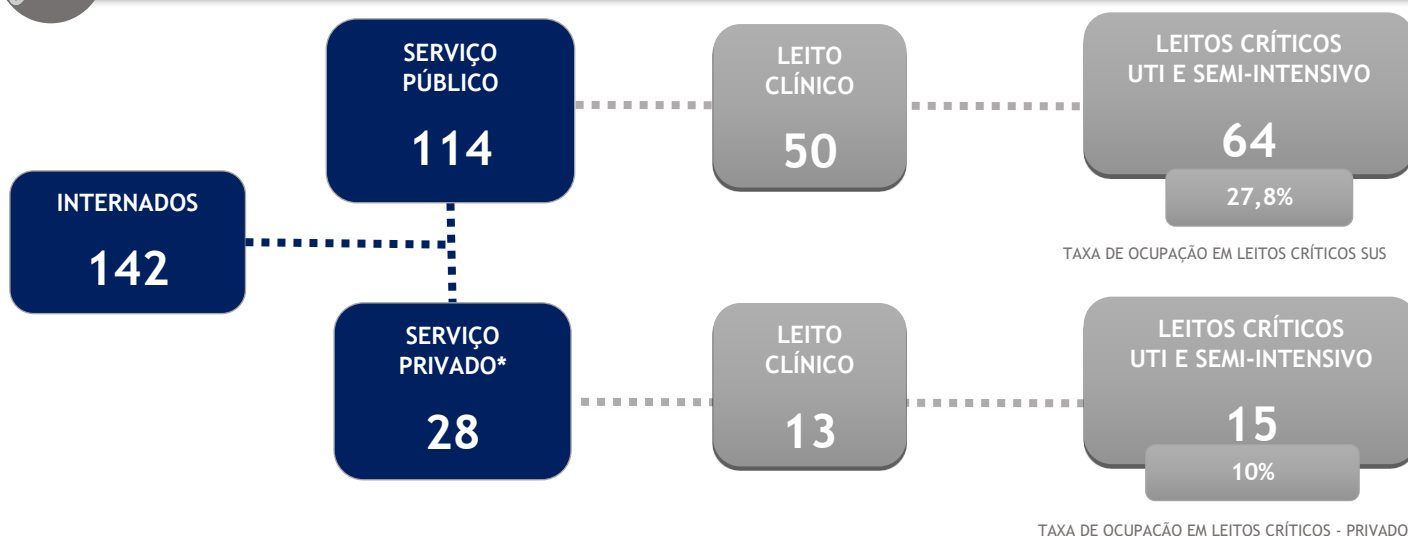 SERVIÇO
PÚBLICO
114
LEITO
CLÍNICO
50
LEITOS CRÍTICOS
UTI E SEMI-INTENSIVO
64
27,8%
TAXA DE OCUPAÇÃO EM LEITOS CRÍTICOS SUS
INTERNADOS
142
SERVIÇO
PRIVADO*
28
LEITO
CLÍNICO
13
LEITOS CRÍTICOS
UTI E SEMI-INTENSIVO
15
10%
TAXA DE OCUPAÇÃO EM LEITOS CRÍTICOS - PRIVADO